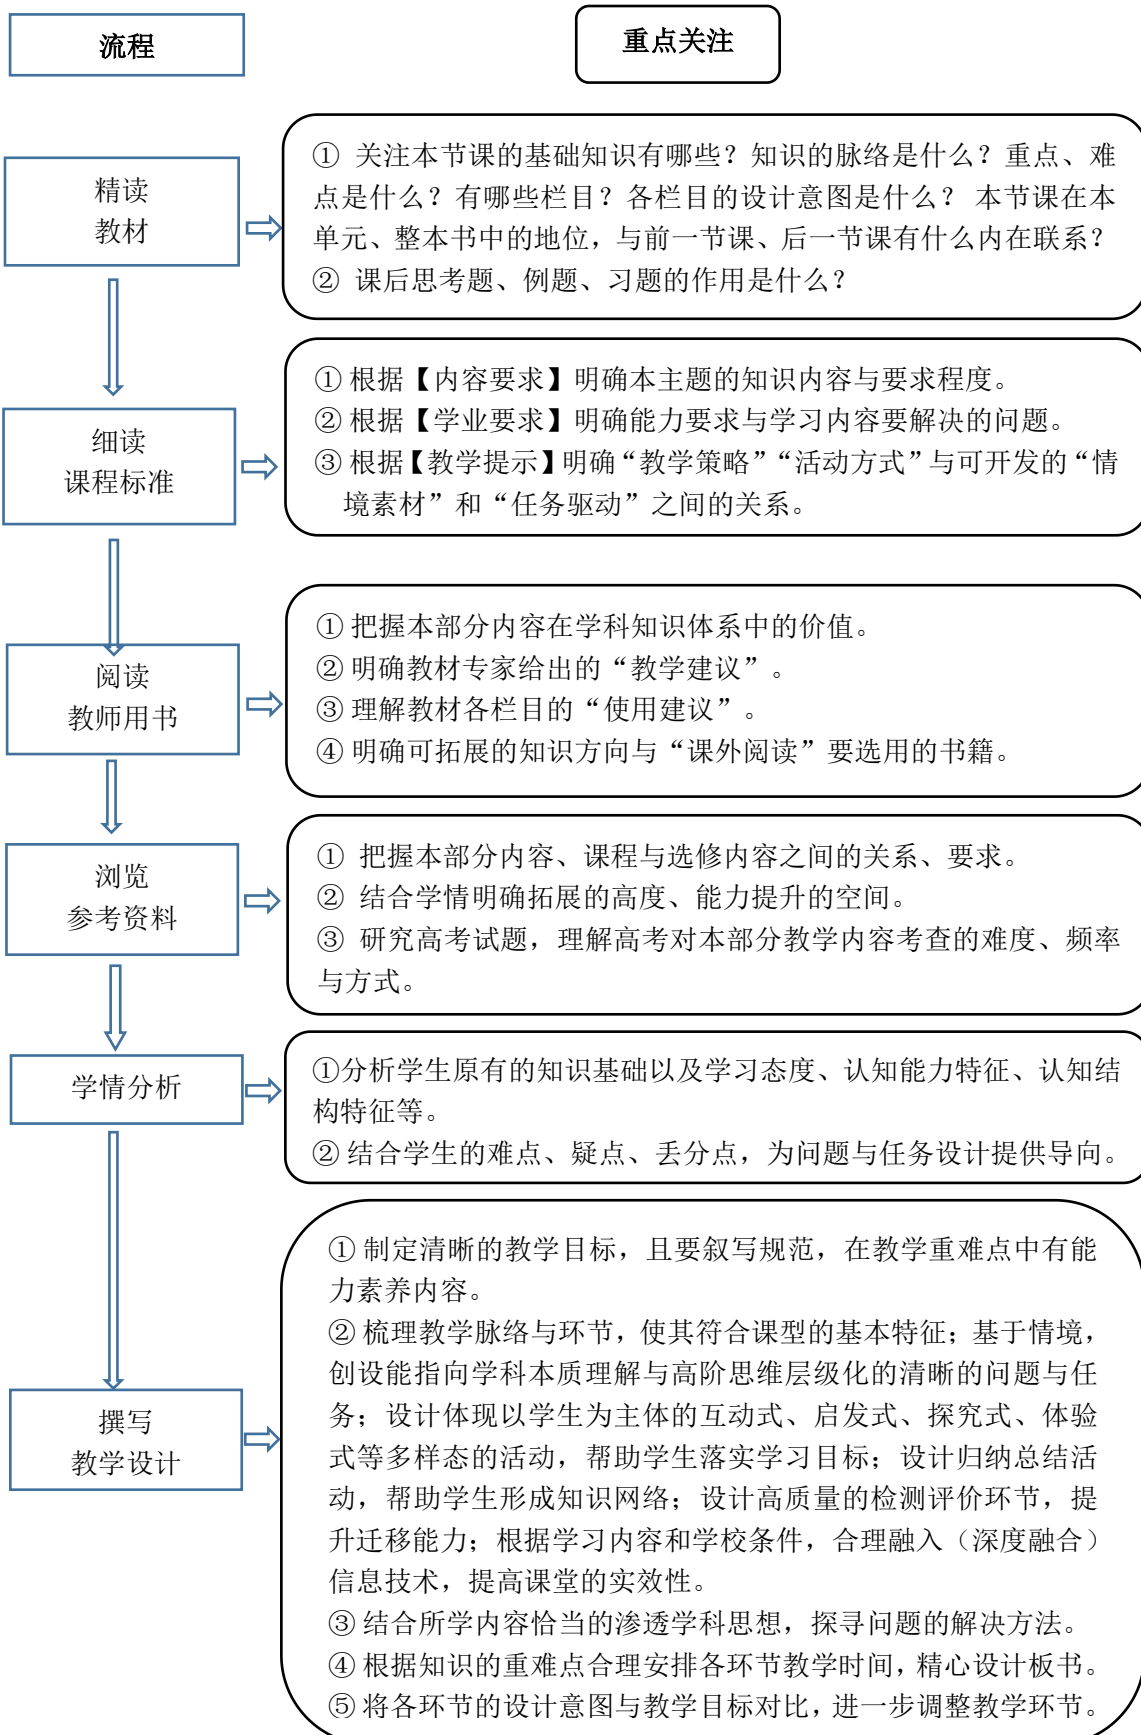 流程
重点关注
精读
教材
① 关注本节课的基础知识有哪些？知识的脉络是什么？重点、难
点是什么？有哪些栏目？各栏目的设计意图是什么？ 本节课在本
单元、整本书中的地位，与前一节课、后一节课有什么内在联系？
② 课后思考题、例题、习题的作用是什么？
细读
课程标准
① 根据【内容要求】明确本主题的知识内容与要求程度。
② 根据【学业要求】明确能力要求与学习内容要解决的问题。
③ 根据【教学提示】明确“教学策略”“活动方式”与可开发的“情
境素材”和“任务驱动”之间的关系。
阅读
教师用书
① 把握本部分内容在学科知识体系中的价值。
② 明确教材专家给出的“教学建议”。
③ 理解教材各栏目的“使用建议”。
④ 明确可拓展的知识方向与“课外阅读”要选用的书籍。
浏览
参考资料
① 把握本部分内容、课程与选修内容之间的关系、要求。
② 结合学情明确拓展的高度、能力提升的空间。
③ 研究高考试题，理解高考对本部分教学内容考查的难度、频率
与方式。
学情分析
①分析学生原有的知识基础以及学习态度、认知能力特征、认知结
构特征等。
② 结合学生的难点、疑点、丢分点，为问题与任务设计提供导向。
撰写
教学设计
① 制定清晰的教学目标，且要叙写规范，在教学重难点中有能
力素养内容。
② 梳理教学脉络与环节，使其符合课型的基本特征；基于情境，
创设能指向学科本质理解与高阶思维层级化的清晰的问题与任
务；设计体现以学生为主体的互动式、启发式、探究式、体验
式等多样态的活动，帮助学生落实学习目标；设计归纳总结活
动，帮助学生形成知识网络；设计高质量的检测评价环节，提
升迁移能力；根据学习内容和学校条件，合理融入（深度融合）
信息技术，提高课堂的实效性。
③ 结合所学内容恰当的渗透学科思想，探寻问题的解决方法。
④ 根据知识的重难点合理安排各环节教学时间，精心设计板书。
⑤ 将各环节的设计意图与教学目标对比，进一步调整教学环节。